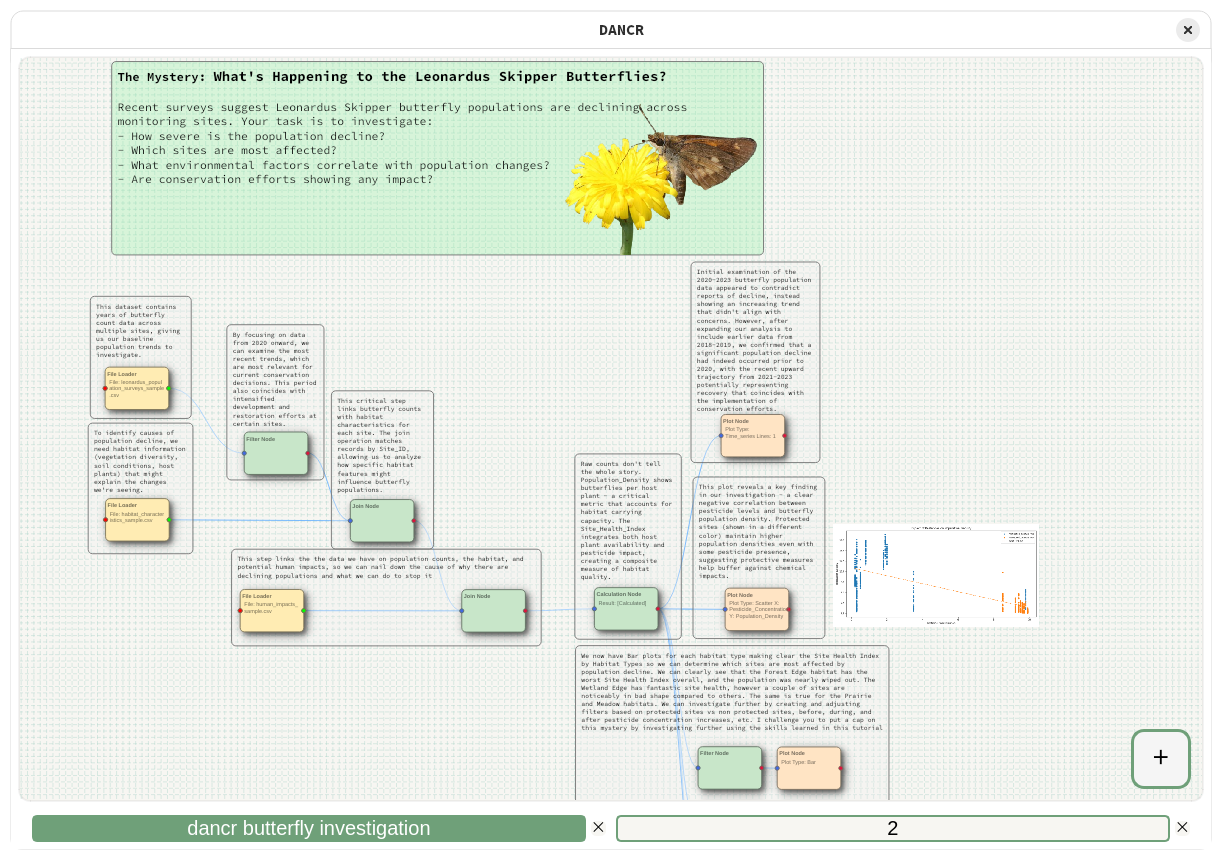 DANCR
The Mystery: What's Happening to the Leonardus Skipper Butterflies?
Recent surveys suggest Leonardus Skipper butterfly populations are declining across
monitoring sites. Your task is to investigate:
- How severe is the population decline?
- Which sites are most affected?
- What environmental factors correlate with population changes?
- Are conservation efforts showing any impact?
This dataset contains
years of butterfly
count data across
multiple sites, giving
us our baseline
population trends to
investigate.
File Loader
File: leonardus_popul
ation_surveys_sample
.csv
To identify causes of
population decline, we
need habitat information
(vegetation diversity,
soil conditions, host
plants) that might
explain the changes
we're seeing.
File Loader
File: habitat_character
istics_sample.csv
By focusing on data
from 2020 onward, we
can examine the most
recent trends, which
are most relevant for
current conservation
decisions. This period
also coincides with
intensified
development and
restoration efforts at
certain sites.
Filter Node
This critical step
links butterfly counts
with habitat
characteristics for
each site. The join
operation matches
records by Site_ID,
allowing us to analyze
how specific habitat
features might
influence butterfly
populations.
Join Node
This step links the the data we have on population counts, the habitat, and
potential human impacts, so we can nail down the cause of why there are
declining populations and what we can do to stop it
File Loader
File: human_impacts_
sample.csv
Join Node
Raw counts don't tell
the whole story.
Population_Density shows
butterflies per host
plant - a critical
metric that accounts for
habitat carrying
capacity. The
Site_Health_Index
integrates both host
plant availability and
pesticide impact,
creating a composite
measure of habitat
quality.
Calculation Node
Result: [Calculated]
Initial examination of the
2020-2023 butterfly population
data appeared to contradict
reports of decline, instead
showing an increasing trend
that didn't align with
concerns. However, after
expanding our analysis to
include earlier data from
2018-2019, we confirmed that a
significant population decline
had indeed occurred prior to
2020, with the recent upward
trajectory from 2021-2023
potentially representing
recovery that coincides with
the implementation of
conservation efforts.
Plot Node
Plot Type:
Time_series Lines: 1
This plot reveals a key finding
in our investigation - a clear
negative correlation between
pesticide levels and butterfly
population density. Protected
sites (shown in a different
color) maintain higher
population densities even with
some pesticide presence,
suggesting protective measures
help buffer against chemical
impacts.
Plot Node
Plot Type: Scatter X:
Pesticide_Concentration
Y: Population_Density
We now have Bar plots for each habitat type making clear the Site Health Index
by Habitat Types so we can determine which sites are most affected by
population decline. We can clearly see that the Forest Edge habitat has the
worst Site Health Index overall, and the population was nearly wiped out. The
Wetland Edge has fantastic site health, however a couple of sites are
noticeably in bad shape compared to others. The same is true for the Prairie
and Meadow habitats. We can investigate further by creating and adjusting
filters based on protected sites vs non protected sites, before, during, and
after pesticide concentration increases, etc. I challenge you to put a cap on
this mystery by investigating further using the skills learned in this tutorial
Filter Node
Plot Node
Plot Type: Bar
+
dancr butterfly investigation
2